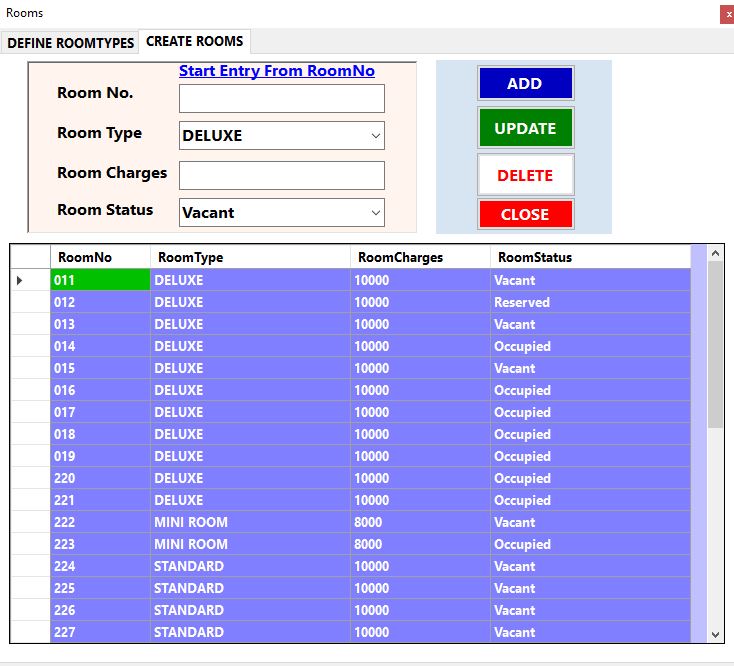 Rooms
x
DEFINE ROOMTYPES CREATE ROOMS
Start Entry From RoomNo
Room No.
Room Type DELUXE
Room Charges
Room Status Vacant
ADD
UPDATE
DELETE
CLOSE
RoomNo RoomType RoomCharges RoomStatus
011 DELUXE 10000 Vacant
012 DELUXE 10000 Reserved
013 DELUXE 10000 Vacant
014 DELUXE 10000 Occupied
015 DELUXE 10000 Vacant
016 DELUXE 10000 Occupied
017 DELUXE 10000 Occupied
018 DELUXE 10000 Occupied
019 DELUXE 10000 Occupied
220 DELUXE 10000 Occupied
221 DELUXE 10000 Occupied
222 MINI ROOM 8000 Vacant
223 MINI ROOM 8000 Occupied
224 STANDARD 10000 Vacant
225 STANDARD 10000 Vacant
226 STANDARD 10000 Vacant
227 STANDARD 10000 Vacant